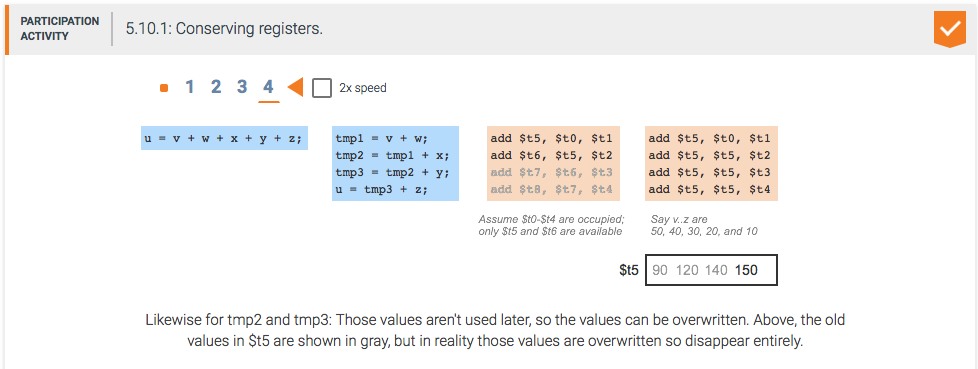 PARTICIPATION
ACTIVITY
5.10.1: Conserving registers.
1 2 3 4
2x speed
u = v + w + x + y + z;
tmp1 = v + w;
tmp2 = tmp1 + x;
tmp3 = tmp2 + y;
u = tmp3 + z;
add $t5, $t0, $t1
add $t6, $t5, $t2
add $t7, $t6, $t3
add $t8, $t7, $t4
Assume $t0-$t4 are occupied;
only $t5 and $t6 are available
add $t5, $t0, $t1
add $t5, $t5, $t2
add $t5, $t5, $t3
add $t5, $t5, $t4
Say v..z are
50, 40, 30, 20, and 10
$t5 90 120 140 150
Likewise for tmp2 and tmp3: Those values aren't used later, so the values can be overwritten. Above, the old
values in $t5 are shown in gray, but in reality those values are overwritten so disappear entirely.